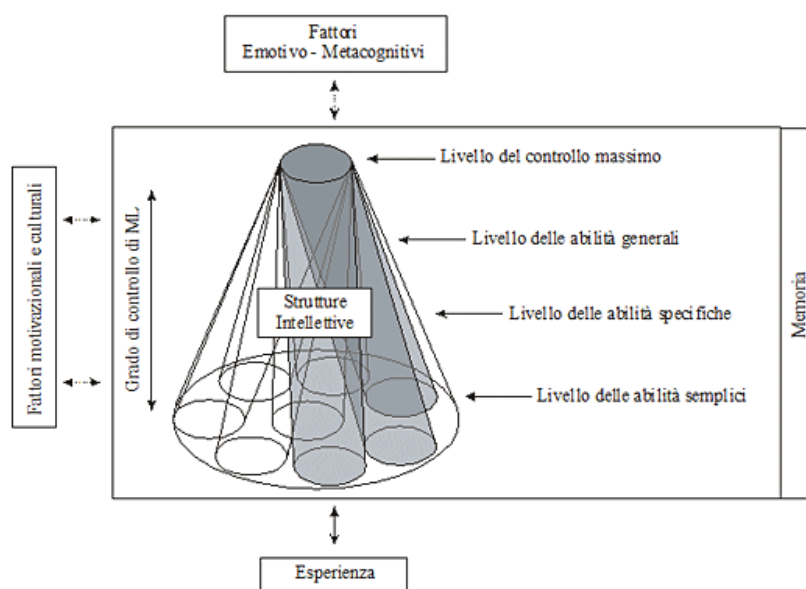 Fattori
Emotivo - Metacognitivi
Livello del controllo massimo
Fattori motivazionali e culturali
Grado di controllo di ML
Livello delle abilità generali
Strutture
Intellettive
Livello delle abilità specifiche
Memoria
Livello delle abilità semplici
Esperienza